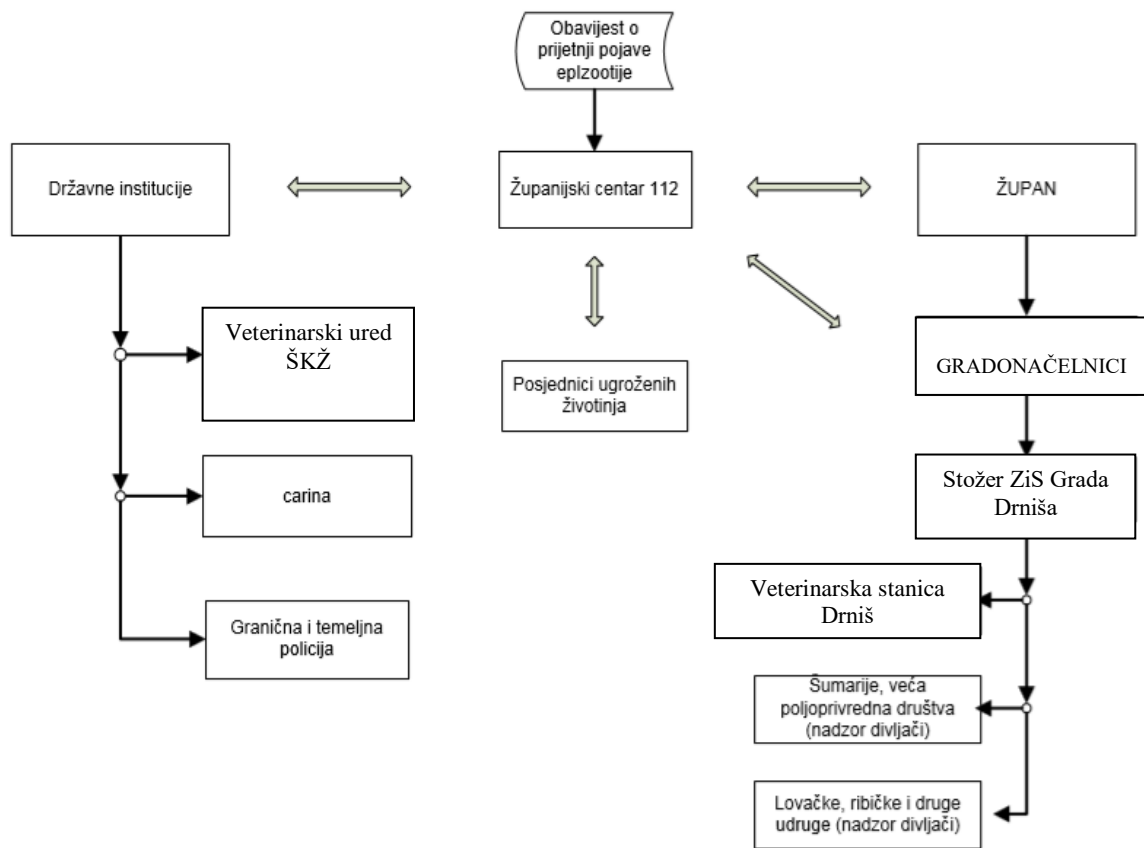 Obavijest o
prijetnji pojave
epIzootije
Državne institucije
Županijski centar 112
ŽUPAN
Veterinarski ured
ŠKŽ
GRADONAČELNICI
Posjednici ugroženih
životinja
carina
Stožer ZiS Grada
Drniša
Veterinarska stanica
Drniš
Granična i temeljna
policija
Šumarije, veća
poljoprivredna društva
(nadzor divljači)
Lovačke, ribičke i druge
udruge (nadzor divljači)